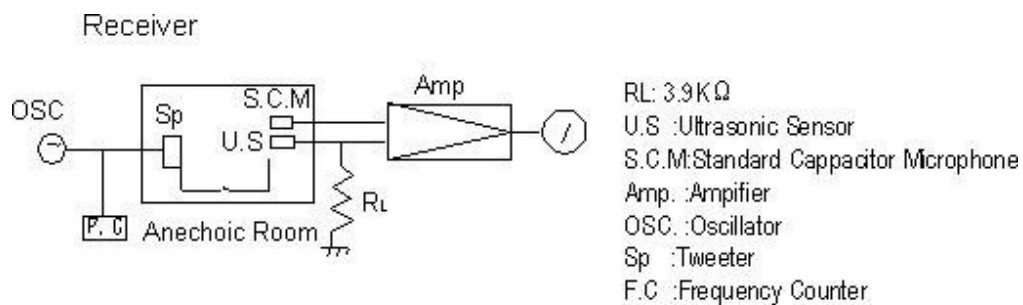 Receiver
OSC
Sp
S.C.M
U.S
Amp
RL
F. C
Anechoic Room
RL: 3.9KΩ
U.S :Ultrasonic Sensor
S.C.M:Standard Cappacitor Microphone
Amp. :Ampifier
OSC. :Oscillator
Sp :Tweeter
F.C :Frequency Counter